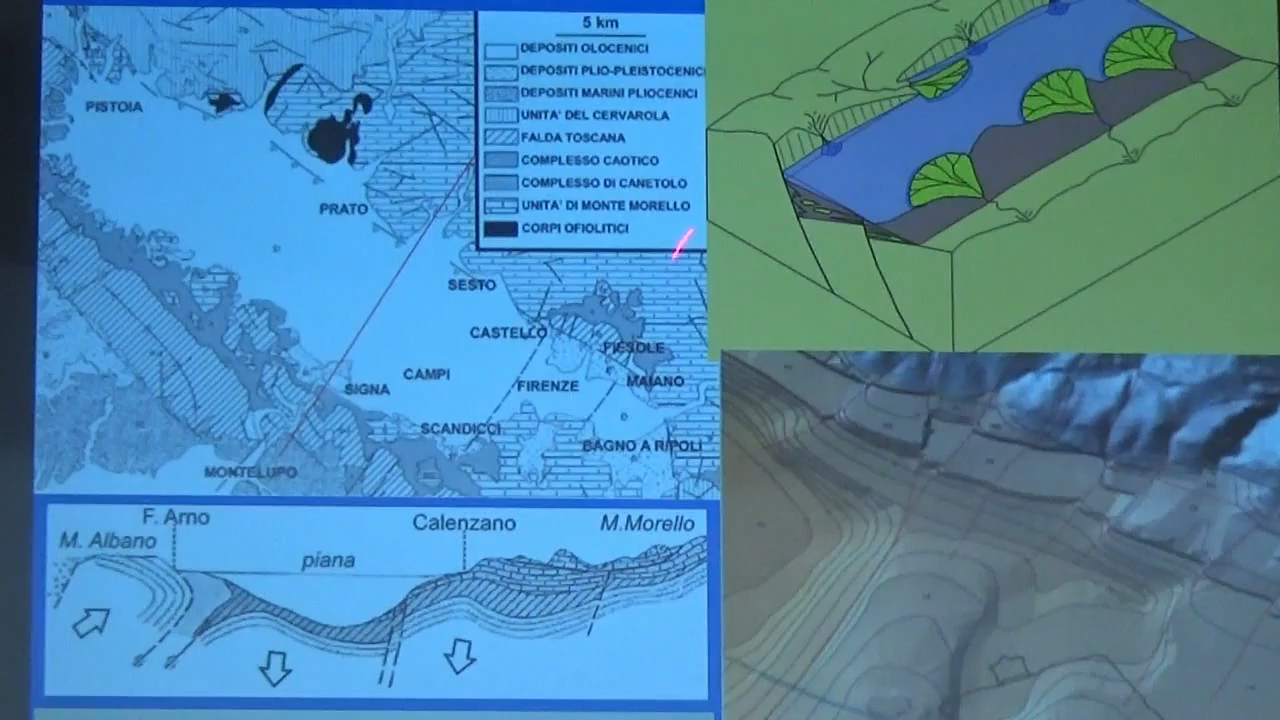 5 km
DEPOSITI OLOCENICI
DEPOSITI PLIO-PLEISTOCENIC
DEPOSITI MARINI PLIOCENICI
UNITA' DEL CERVAROLA
FALDA TOSCANA
COMPLESSO CAOTICO
COMPLESSO DI CANETOLO
UNITA' DI MONTE MORELLO
CORPI OFIOLITICI
PISTOIA
PRATO
SESTO
CASTELLO
FIESOLE
CAMPI
SIGNA
FIRENZE
MAIANO
SCANDICCI
BAGNO A RIPOLI
MONTELUPO
F. Arno
Calenzano
M.Morello
M. Albano
piana